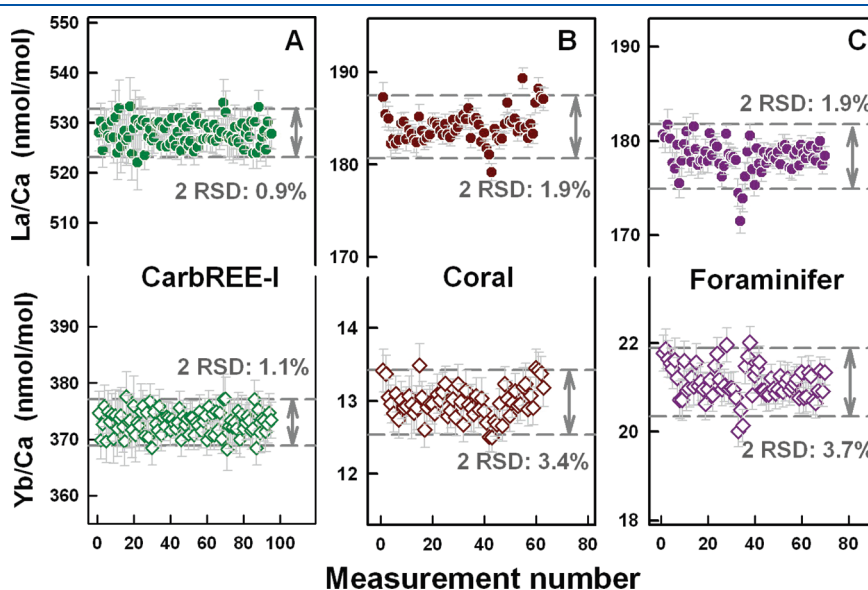 A
B
C
La/Ca (nmol/mol)
550
540
530
520
510
2 RSD: 0.9%
190
180
170
2 RSD: 1.9%
190
180
170
2 RSD: 1.9%
CarbREE-I
Coral
Foraminifer
Yb/Ca (nmol/mol)
390
380
370
360
2 RSD: 1.1%
14
13
12
2 RSD: 3.4%
22
20
18
2 RSD: 3.7%
0 20 40 60 80 100
0 20 40 60 80
0 20 40 60 80
Measurement number